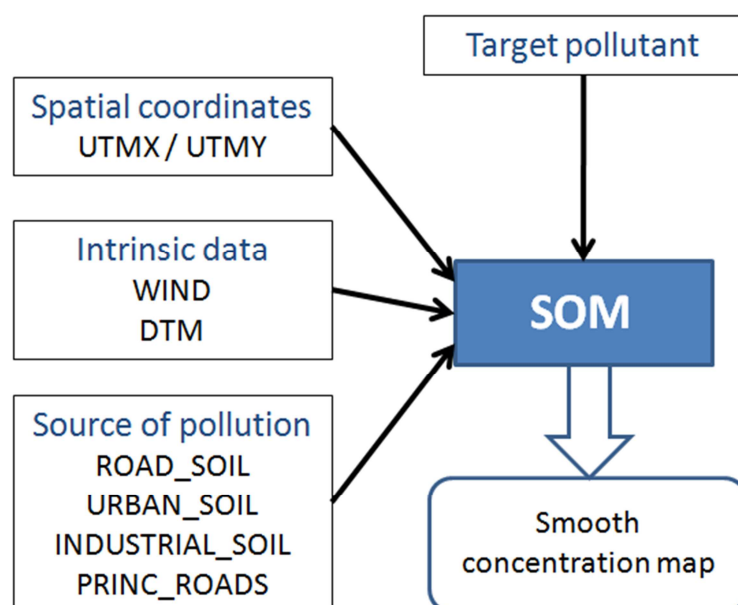 Target pollutant
Spatial coordinates
UTMX / UTMY
Intrinsic data
WIND
DTM
SOM
Source of pollution
ROAD_SOIL
URBAN_SOIL
INDUSTRIAL_SOIL
PRINC_ROADS
Smooth
concentration map